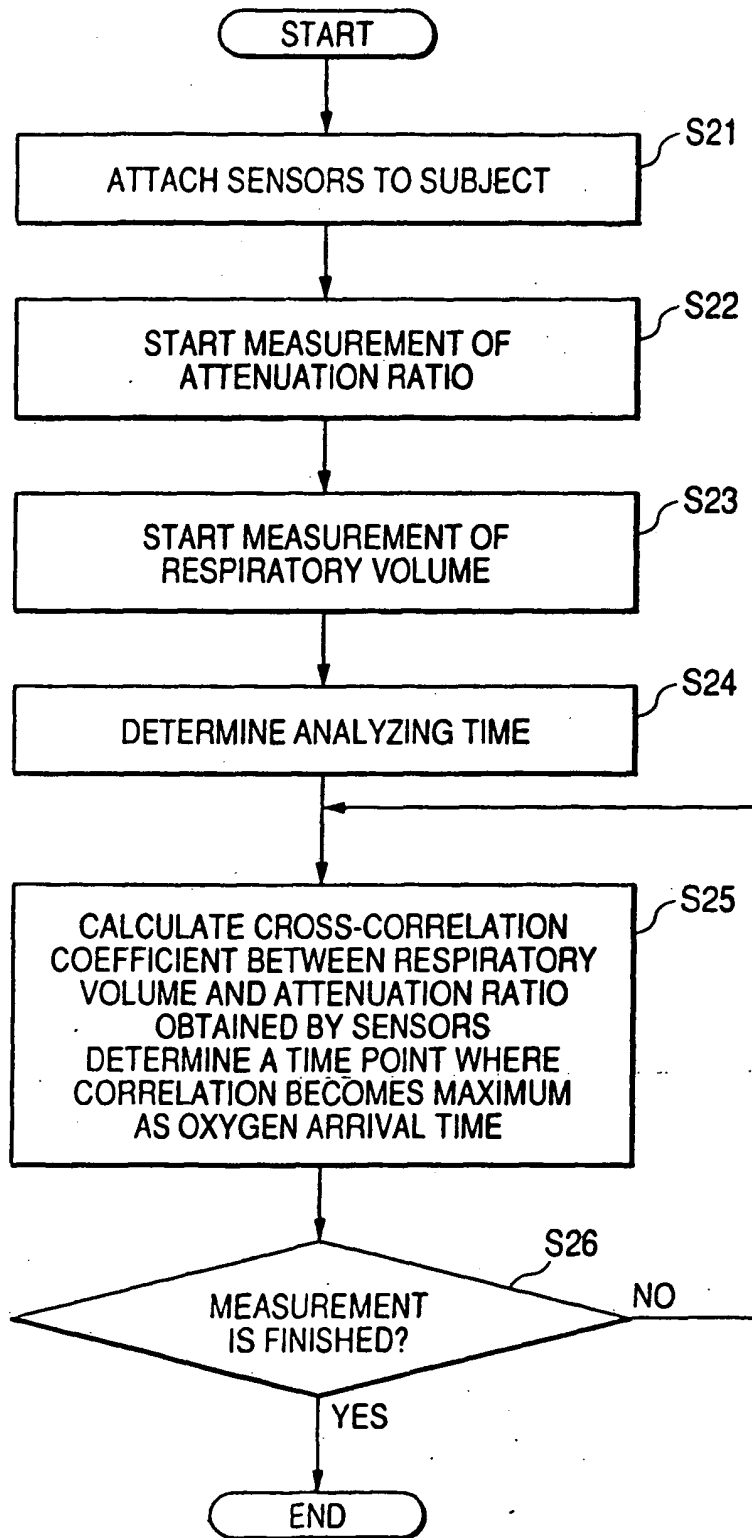 START
S21
ATTACH SENSORS TO SUBJECT
S22
START MEASUREMENT OF
ATTENUATION RATIO
S23
START MEASUREMENT OF
RESPIRATORY VOLUME
S24
DETERMINE ANALYZING TIME
S25
CALCULATE CROSS-CORRELATION
COEFFICIENT BETWEEN RESPIRATORY
VOLUME AND ATTENUATION RATIO
OBTAINED BY SENSORS
DETERMINE A TIME POINT WHERE
CORRELATION BECOMES MAXIMUM
AS OXYGEN ARRIVAL TIME
S26
MEASUREMENT
IS FINISHED?
NO
YES
END